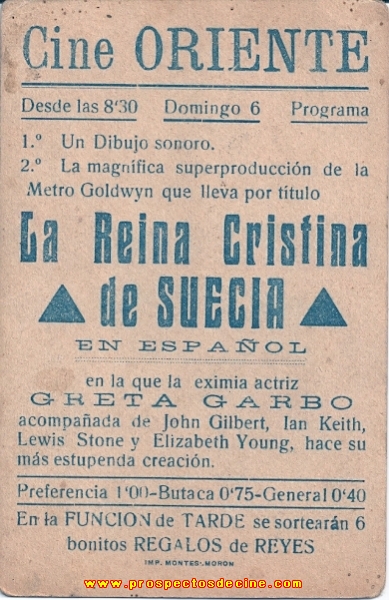 Cine ORIENTE
Desde las 8'30 Domingo 6 Programa
1.º Un Dibujo sonoro.
2.º La magnífica superproducción de la
Metro Goldwyn que lleva por título
La Reina Cristina
de SUECIA
EN ESPAÑOL
en la que la eximia actriz
GRETA GARBO
acompañada de John Gilbert, Ian Keith,
Lewis Stone y Elizabeth Young, hace su
más estupenda creación.
Preferencia 1'00-Butaca 0'75-General 0'40
En la FUNCION de TARDE se sortearán 6
bonitos REGALOS de REYES
IMP. MONTES-MORON
www.prospectosdecine.com